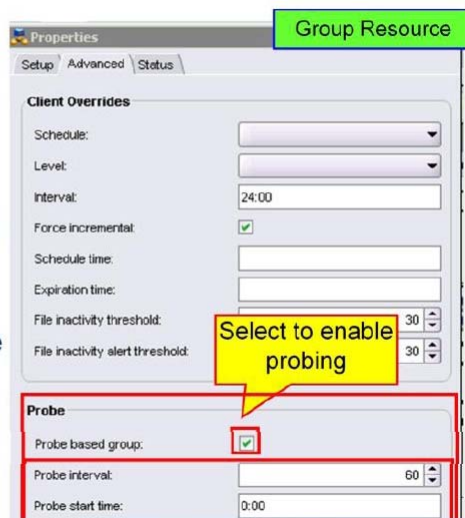 Group Resource
Properties
Setup Advanced Status
Client Overrides
Schedule:
Level:
Interval: 24:00
Force incremental:
Schedule time:
Expiration time:
File inactivity threshold: 30
File inactivity alert threshold: 30
Select to enable
probing
Probe
Probe based group:
Probe interval: 60
Probe start time: 0:00